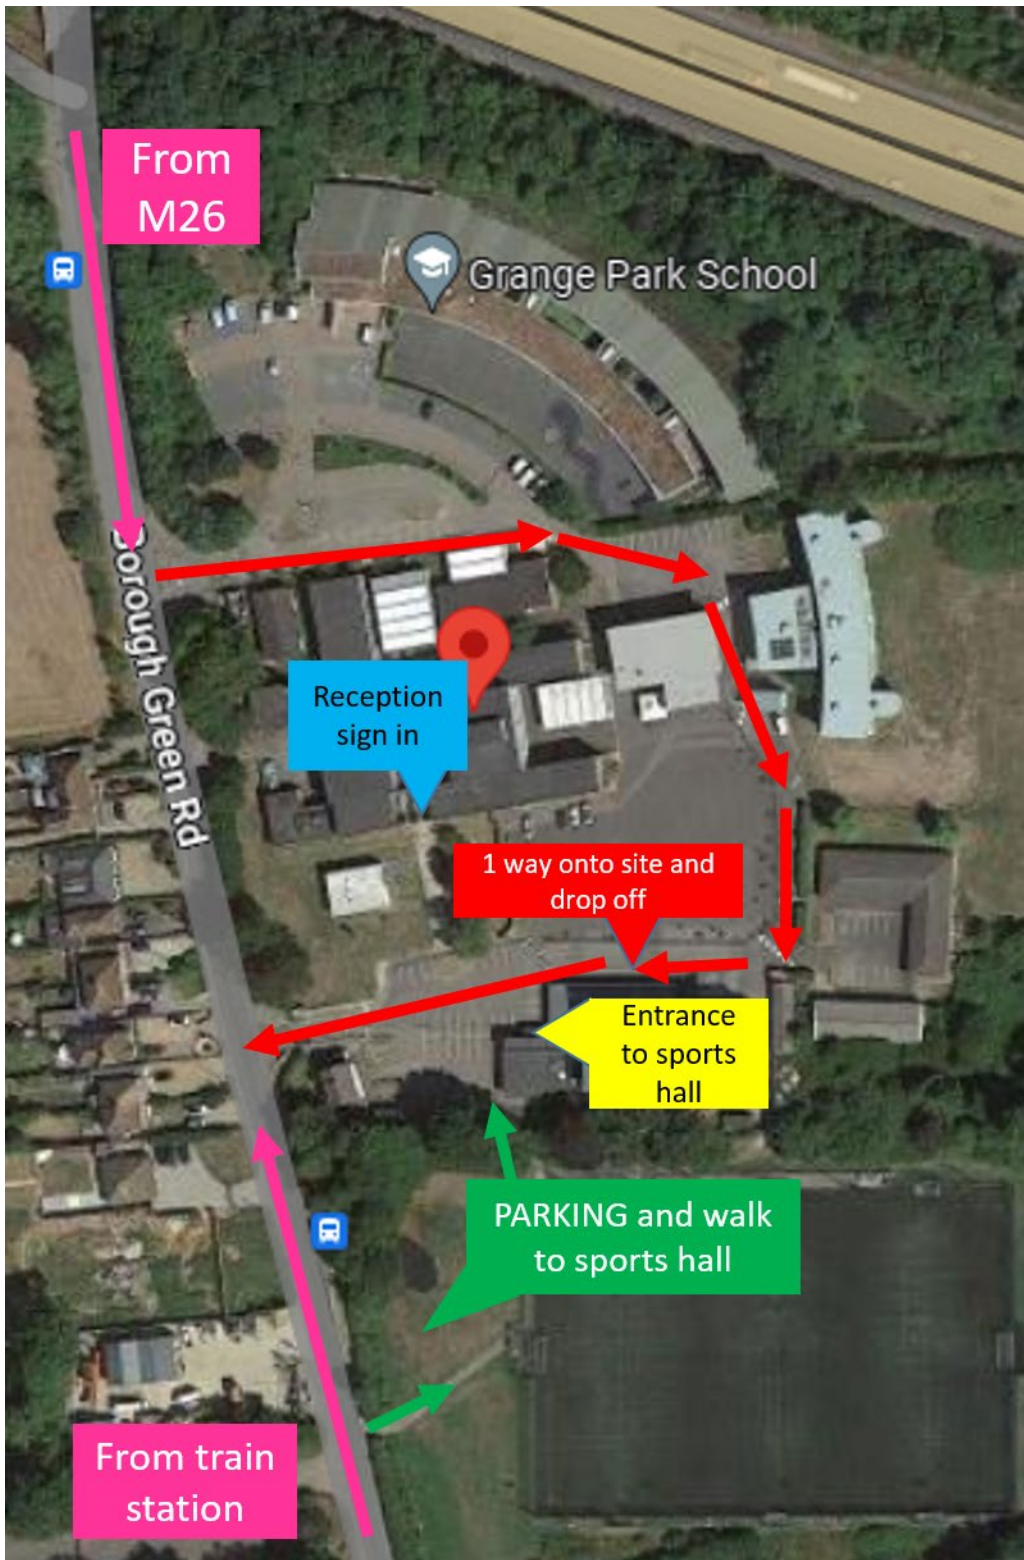 From
M26
Grange Park School
Borough Green Rd
Reception
sign in
1 way onto site and
drop off
Entrance
to sports
hall
PARKING and walk
to sports hall
From train
station